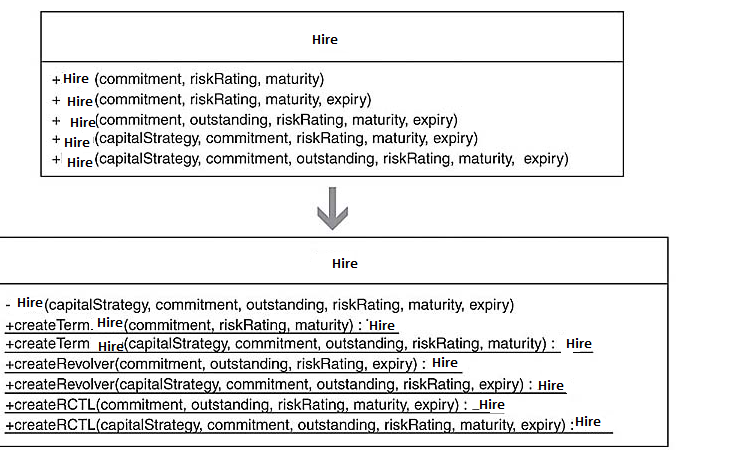 Hire
+ Hire (commitment, riskRating, maturity)
+ Hire(commitment, riskRating, maturity, expiry)
+ Hire(commitment, outstanding, riskRating, maturity, expiry)
+ Hire (capitalStrategy, commitment, riskRating, maturity, expiry)
+ Hire(capitalStrategy, commitment, outstanding, riskRating, maturity, expiry)
Hire
- Hire(capitalStrategy, commitment, outstanding, riskRating, maturity, expiry)
+createTerm Hire(commitment, riskRating, maturity) : Hire
+createTerm Hire(capitalStrategy, commitment, outstanding, riskRating, maturity) : Hire
+createRevolver(commitment, outstanding, riskRating, expiry) : Hire
+createRevolver(capitalStrategy, commitment, outstanding, riskRating, expiry) : Hire
+createRCTL(commitment, outstanding, riskRating, maturity, expiry) : Hire
+createRCTL(capitalStrategy, commitment, outstanding, riskRating, maturity, expiry) : Hire